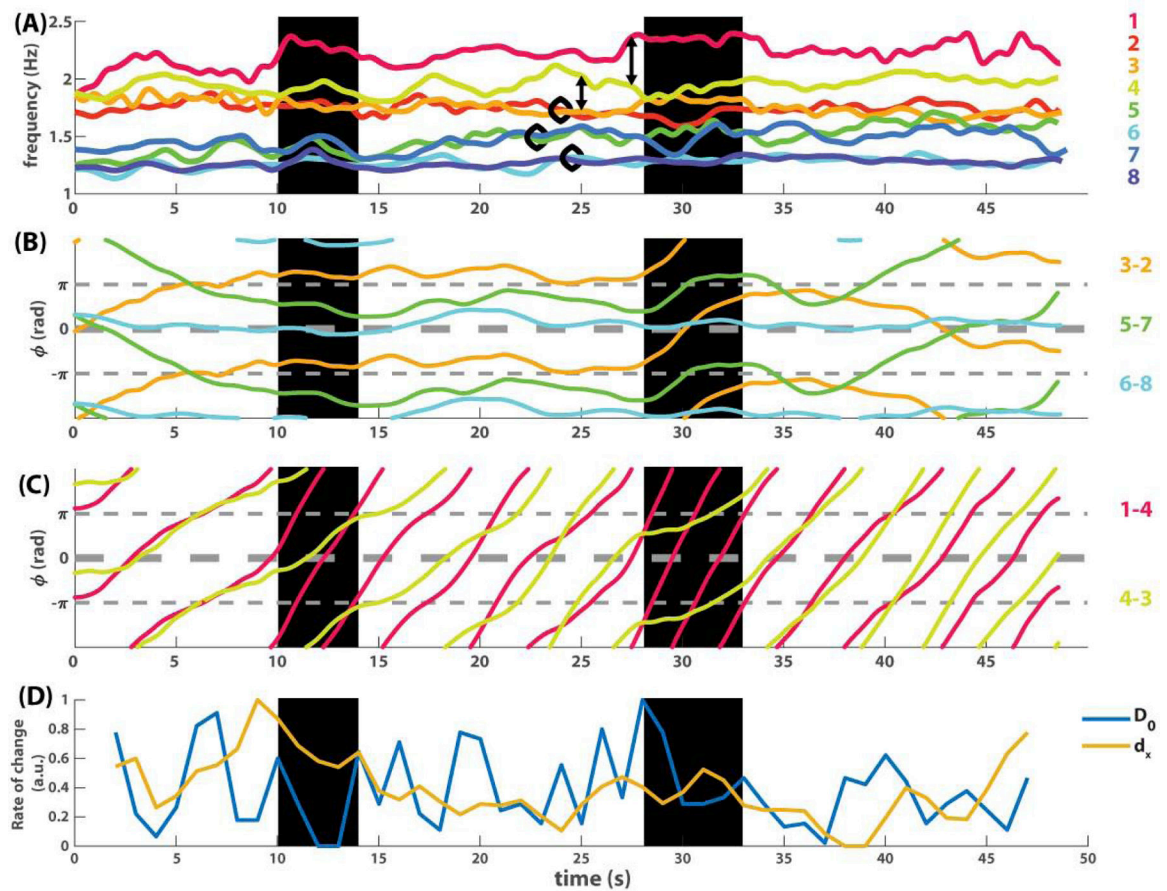 (A)
2.5
2
1.5
1
frequency (Hz)
0 5 10 15 20 25 30 35 40 45
1
2
3
4
5
6
7
8
(B)
π
0
-π
ϕ (rad)
0 5 10 15 20 25 30 35 40 45
3-2
5-7
6-8
(C)
π
0
-π
ϕ (rad)
0 5 10 15 20 25 30 35 40 45
1-4
4-3
(D)
1
0.8
0.6
0.4
0.2
0
Rate of change
(a.u.)
D0
dx
0 5 10 15 20 25 30 35 40 45 50
time (s)